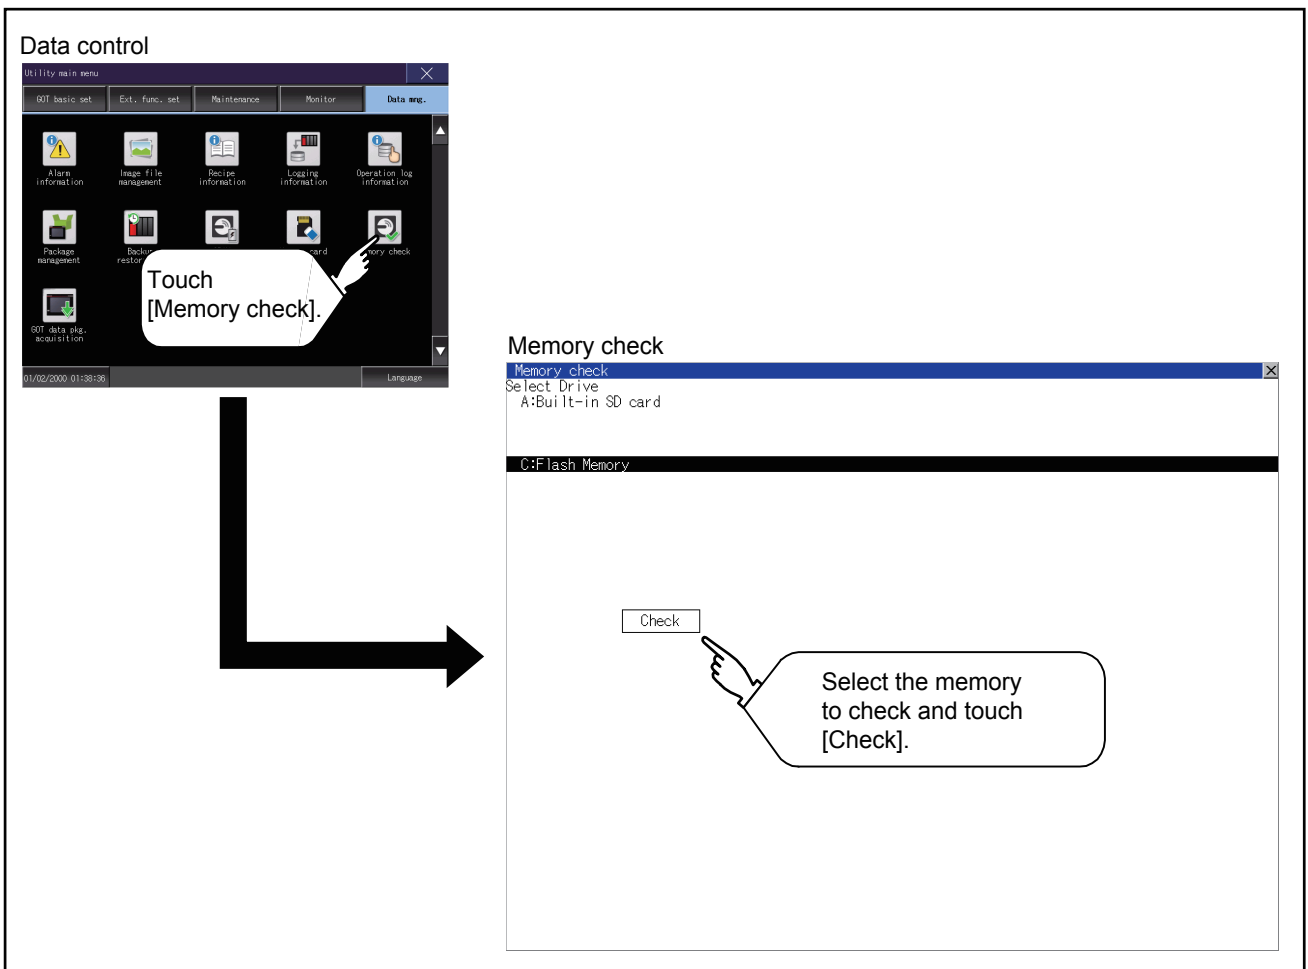 Data control
Utility main menu
GOT basic set Ext. func. set Maintenance Monitor Data mng.
Alarm Image file Recipe Logging Operation log
information management information information information
Package card check
management
Touch
[Memory check].
GOT data pkg.
acquisition
01/02/2000 01:38:36 Language
Memory check
Memory check
Select Drive
A:Built-in SD card
C:Flash Memory
Check
Select the memory
to check and touch
[Check].